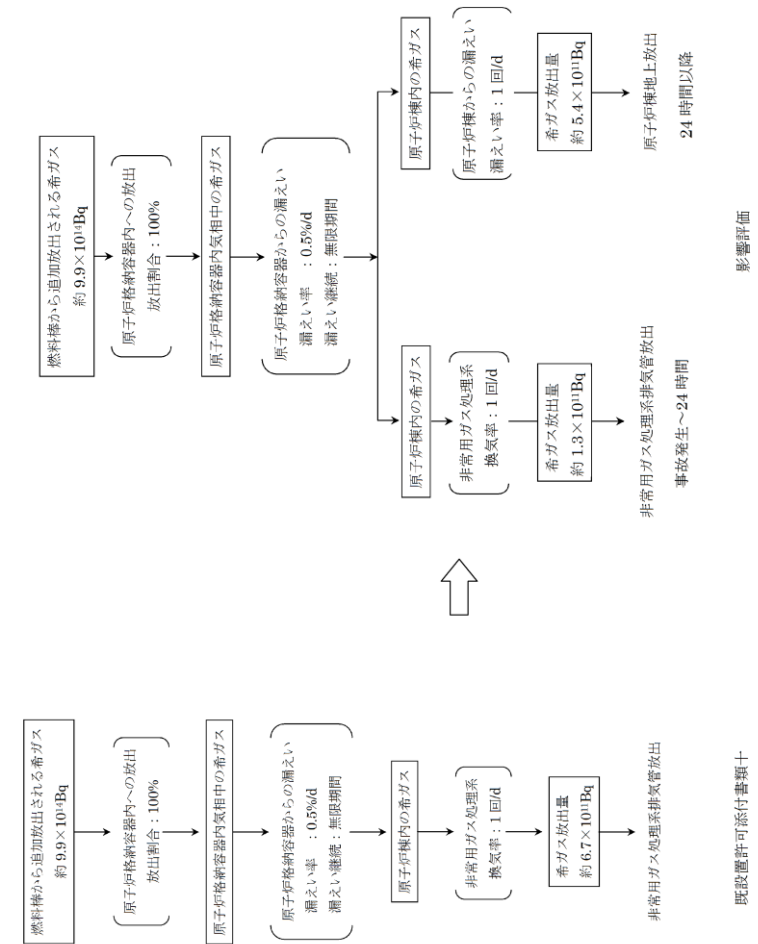 燃料棒から追加放出される希ガス
約 9.9×10¹⁴Bq
原子炉格納容器内への放出
放出割合：100%
原子炉格納容器内気相中の希ガス
原子炉格納容器からの漏えい
漏えい率　：0.5%/d
漏えい継続：無限期間
原子炉棟内の希ガス
非常用ガス処理系
換気率：1回/d
希ガス放出量
約 6.7×10¹¹Bq
非常用ガス処理系排気管放出
既設置許可添付書類十
燃料棒から追加放出される希ガス
約 9.9×10¹⁴Bq
原子炉格納容器内への放出
放出割合：100%
原子炉格納容器内気相中の希ガス
原子炉格納容器からの漏えい
漏えい率　：0.5%/d
漏えい継続：無限期間
原子炉棟内の希ガス
非常用ガス処理系
換気率：1回/d
希ガス放出量
約 1.3×10¹¹Bq
非常用ガス処理系排気管放出
事故発生～24 時間
原子炉棟内の希ガス
原子炉棟からの漏えい
漏えい率：1回/d
希ガス放出量
約 5.4×10¹¹Bq
原子炉棟地上放出
24 時間以降
影響評価